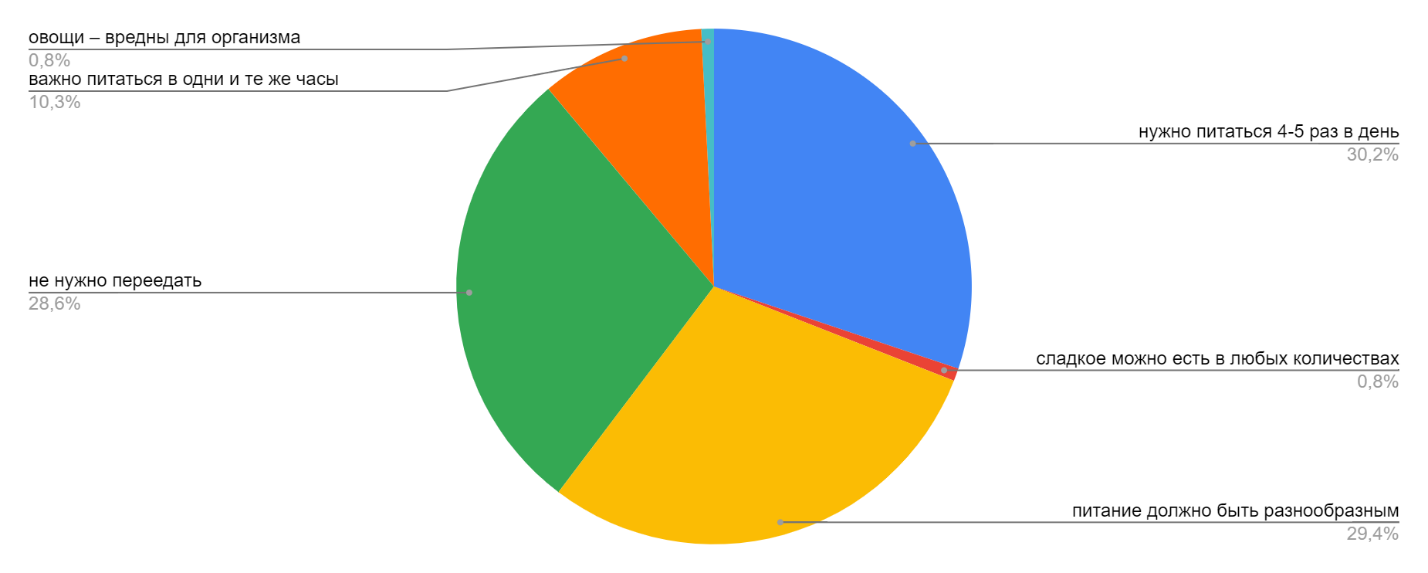 овощи – вредны для организма
0,8%
важно питаться в одни и те же часы
10,3%
нужно питаться 4-5 раз в день
30,2%
не нужно переедать
28,6%
сладкое можно есть в любых количествах
0,8%
питание должно быть разнообразным
29,4%